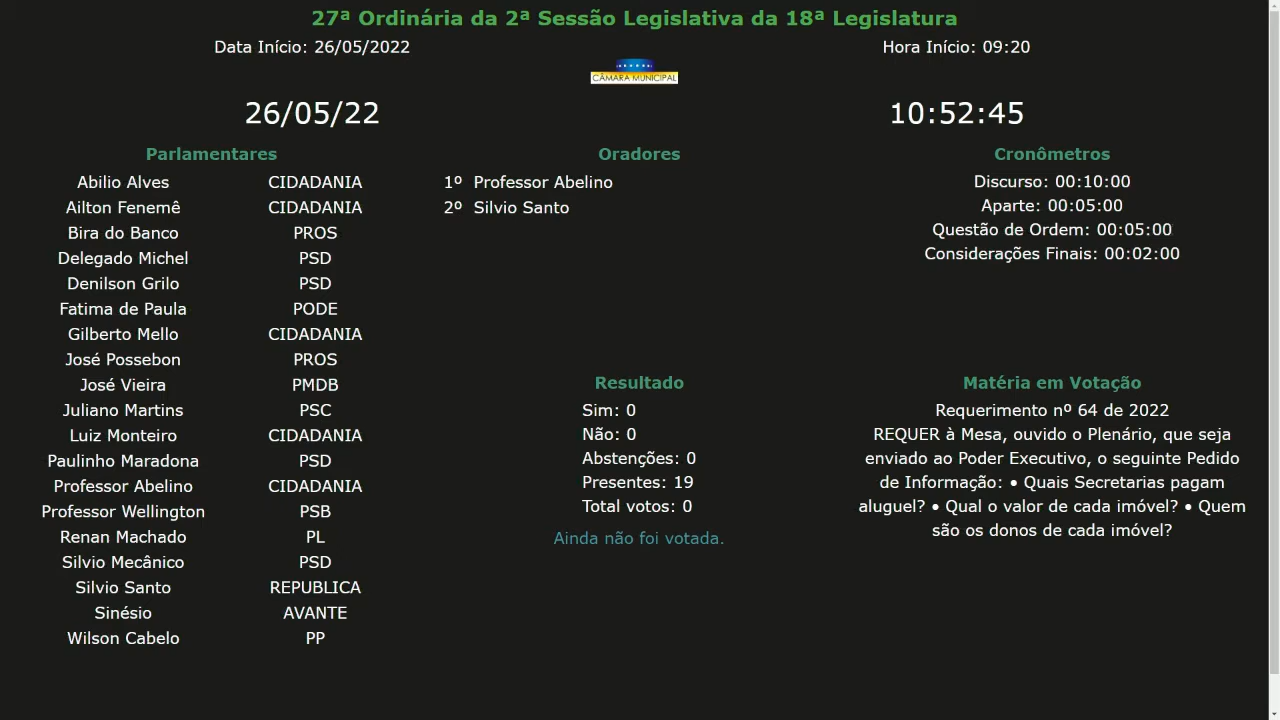 27ª Ordinária da 2ª Sessão Legislativa da 18ª Legislatura
Data Início: 26/05/2022
Hora Início: 09:20
CÂMARA MUNICIPAL
26/05/22
10:52:45
Parlamentares
Abilio Alves CIDADANIA
Ailton Fenemê CIDADANIA
Bira do Banco PROS
Delegado Michel PSD
Denilson Grilo PSD
Fatima de Paula PODE
Gilberto Mello CIDADANIA
José Possebon PROS
José Vieira PMDB
Juliano Martins PSC
Luiz Monteiro CIDADANIA
Paulinho Maradona PSD
Professor Abelino CIDADANIA
Professor Wellington PSB
Renan Machado PL
Silvio Mecânico PSD
Silvio Santo REPUBLICA
Sinésio AVANTE
Wilson Cabelo PP
Oradores
1º Professor Abelino
2º Silvio Santo
Cronômetros
Discurso: 00:10:00
Aparte: 00:05:00
Questão de Ordem: 00:05:00
Considerações Finais: 00:02:00
Resultado
Sim: 0
Não: 0
Abstenções: 0
Presentes: 19
Total votos: 0
Ainda não foi votada.
Matéria em Votação
Requerimento nº 64 de 2022
REQUER à Mesa, ouvido o Plenário, que seja
enviado ao Poder Executivo, o seguinte Pedido
de Informação: • Quais Secretarias pagam
aluguel? • Qual o valor de cada imóvel? • Quem
são os donos de cada imóvel?